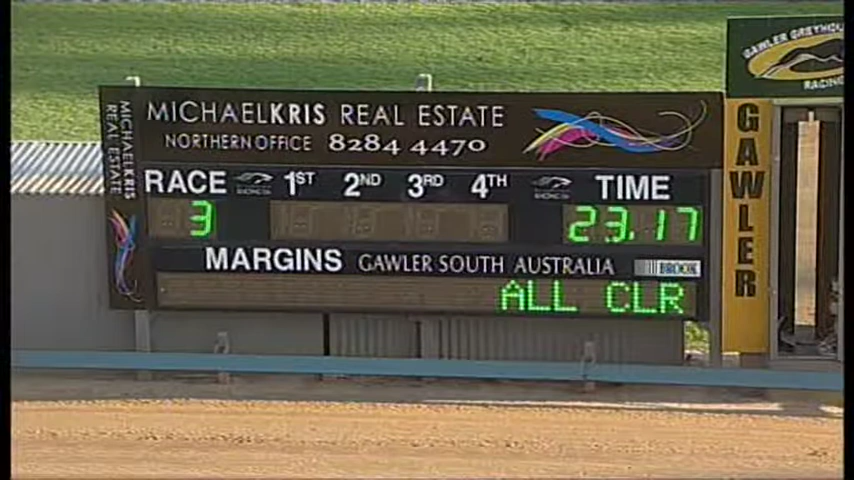 GAWLER GREYHOUND
RACING
MICHAELKRIS REAL ESTATE
NORTHERN OFFICE 8284 4470
MICHAELKRIS
REAL ESTATE
RACE 1ST 2ND 3RD 4TH TIME
3 23.17
MARGINS GAWLER SOUTH AUSTRALIA BROOK
ALL CLR
GAWLER